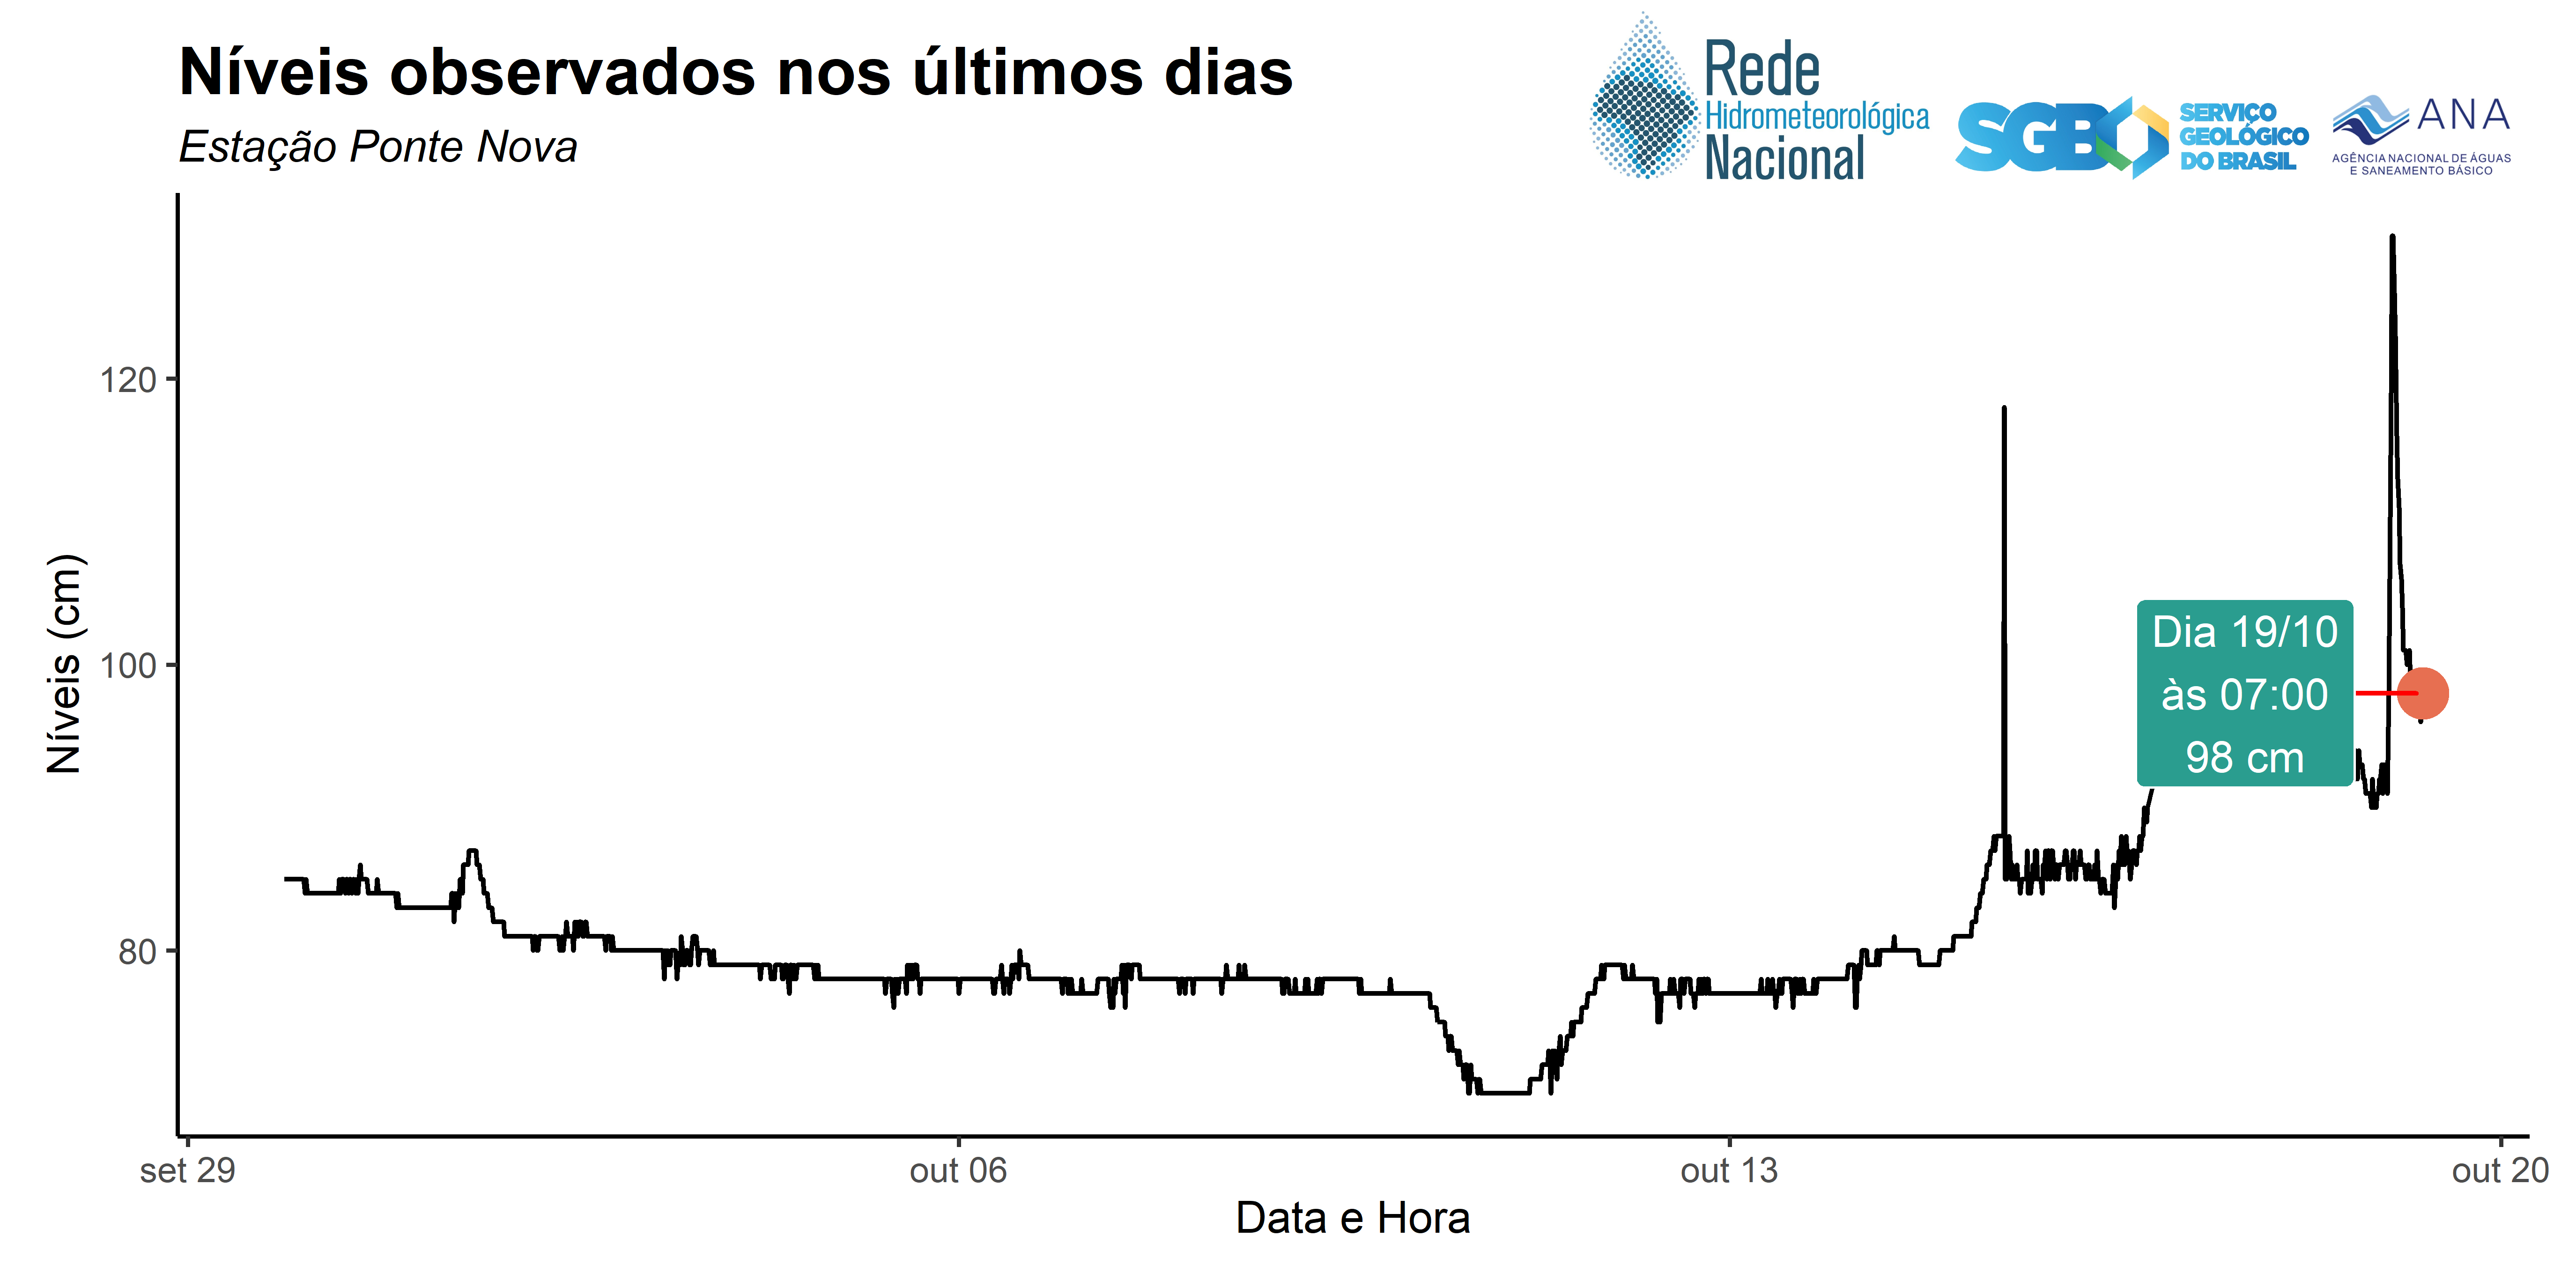 Níveis observados nos últimos dias
Estação Ponte Nova
Rede
Hidrometeorológica
Nacional
SGB
SERVIÇO
GEOLÓGICO
DO BRASIL
ANA
AGÊNCIA NACIONAL DE ÁGUAS
E SANEAMENTO BÁSICO
Níveis (cm)
120
100
80
Dia 19/10
às 07:00
98 cm
set 29
out 06
out 13
out 20
Data e Hora